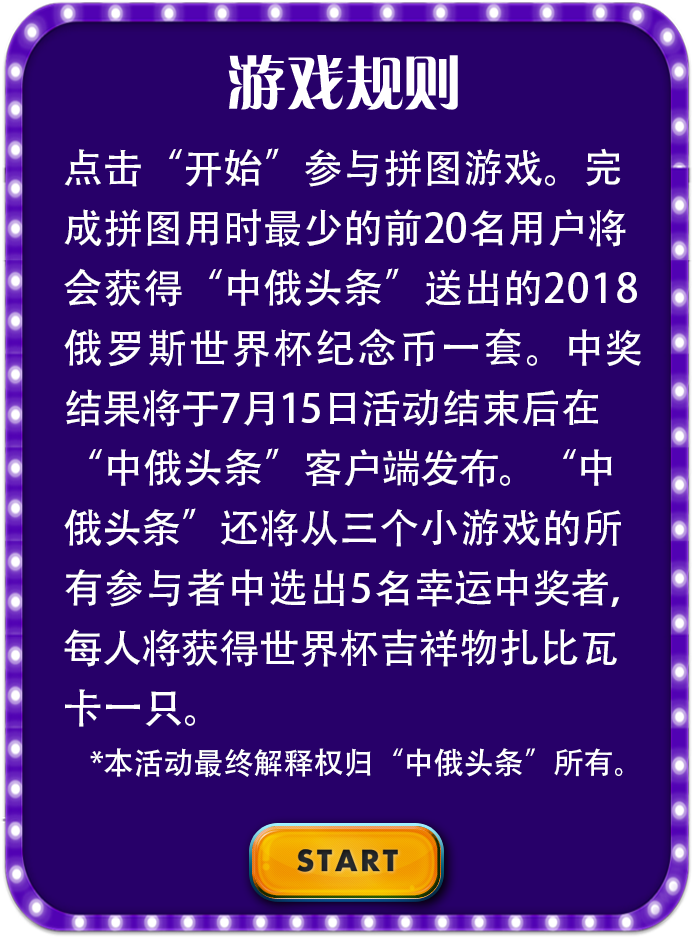 游戏规则
点击“开始”参与拼图游戏。完
成拼图用时最少的前20名用户将
会获得“中俄头条”送出的2018
俄罗斯世界杯纪念币一套。中奖
结果将于7月15日活动结束后在
“中俄头条”客户端发布。“中
俄头条”还将从三个小游戏的所
有参与者中选出5名幸运中奖者,
每人将获得世界杯吉祥物扎比瓦
卡一只。
*本活动最终解释权归“中俄头条”所有。
START